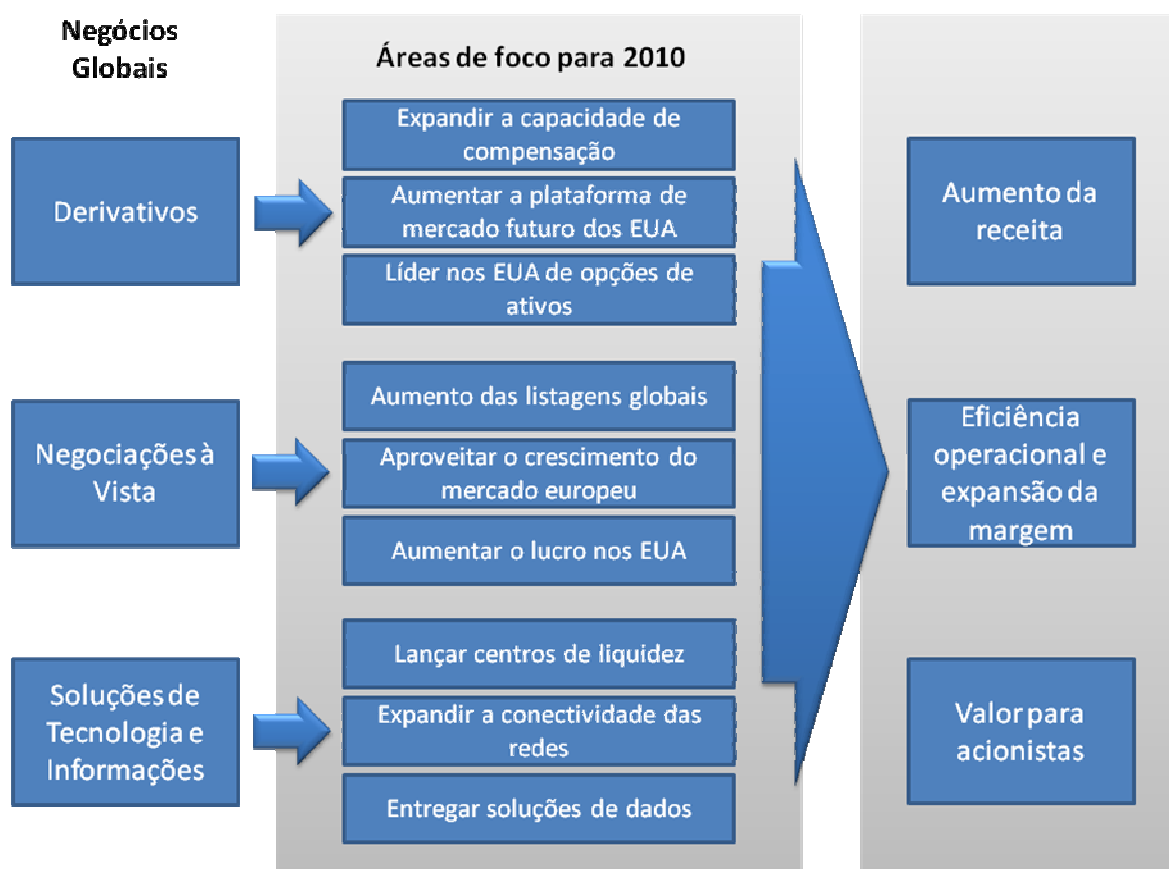 Negócios
Globais
Áreas de foco para 2010
Derivativos
Expandir a capacidade de
compensação
Aumentar a plataforma de
mercado futuro dos EUA
Líder nos EUA de opções de
ativos
Negociações à
Vista
Aumento das listagens globais
Aproveitar o crescimento do
mercado europeu
Aumentar o lucro nos EUA
Soluções de
Tecnologia e
Informações
Lançar centros de liquidez
Expandir a conectividade das
redes
Entregar soluções de dados
Aumento da
receita
Eficiência
operacional e
expansão da
margem
Valor para
acionistas